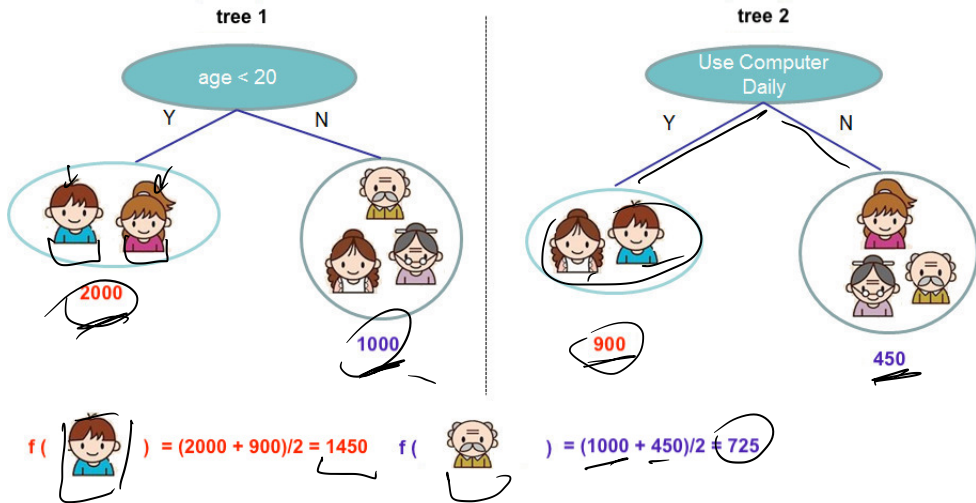 tree 1
age < 20
Y
N
2000
1000
tree 2
Use Computer
Daily
Y
N
900
450
f ( ) = (2000 + 900)/2 = 1450 f ( ) = (1000 + 450)/2 = 725